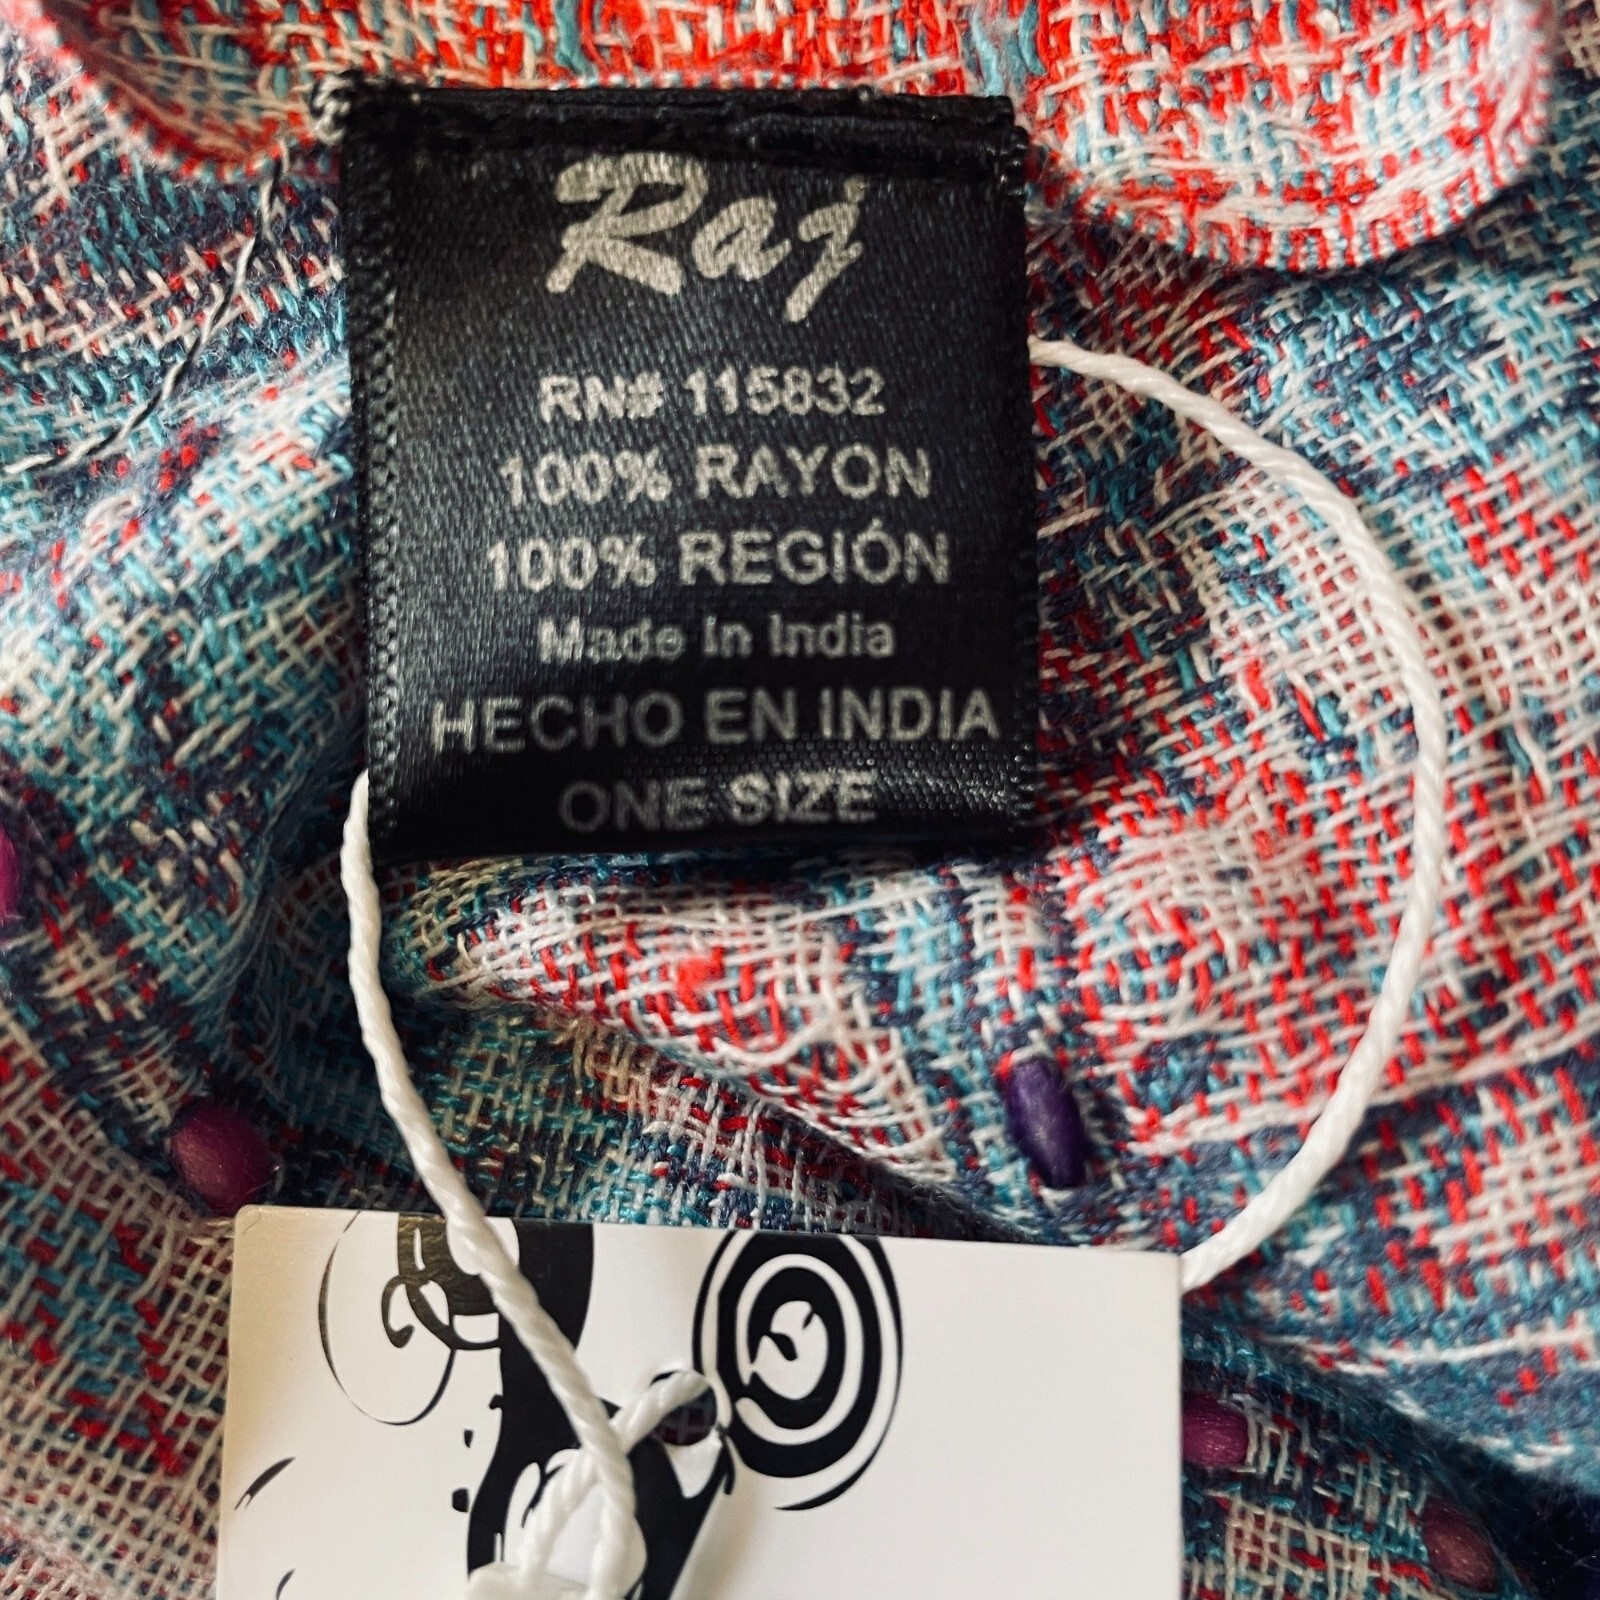 Raj
RN# 115832
100% RAYON
100% REGIÓN
Made In India
HECHO EN INDIA
ONE SIZE